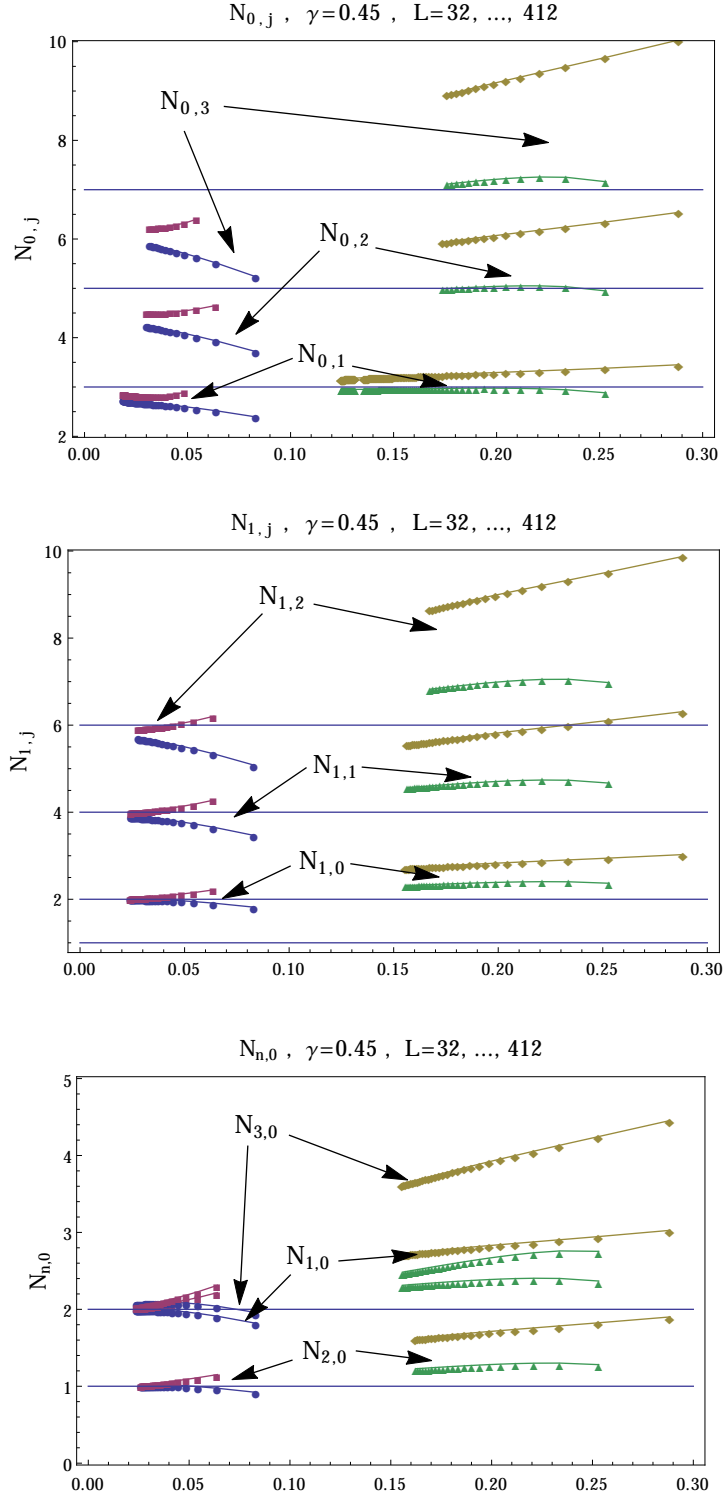 N0,j , γ=0.45 , L=32, ..., 412
N0,j
10
8
6
4
2
N0,3
N0,2
N0,1
0.00 0.05 0.10 0.15 0.20 0.25 0.30
N1,j , γ=0.45 , L=32, ..., 412
N1,j
10
8
6
4
2
N1,2
N1,1
N1,0
0.00 0.05 0.10 0.15 0.20 0.25 0.30
Nn,0 , γ=0.45 , L=32, ..., 412
Nn,0
5
4
3
2
1
0
N3,0
N1,0
N2,0
0.00 0.05 0.10 0.15 0.20 0.25 0.30